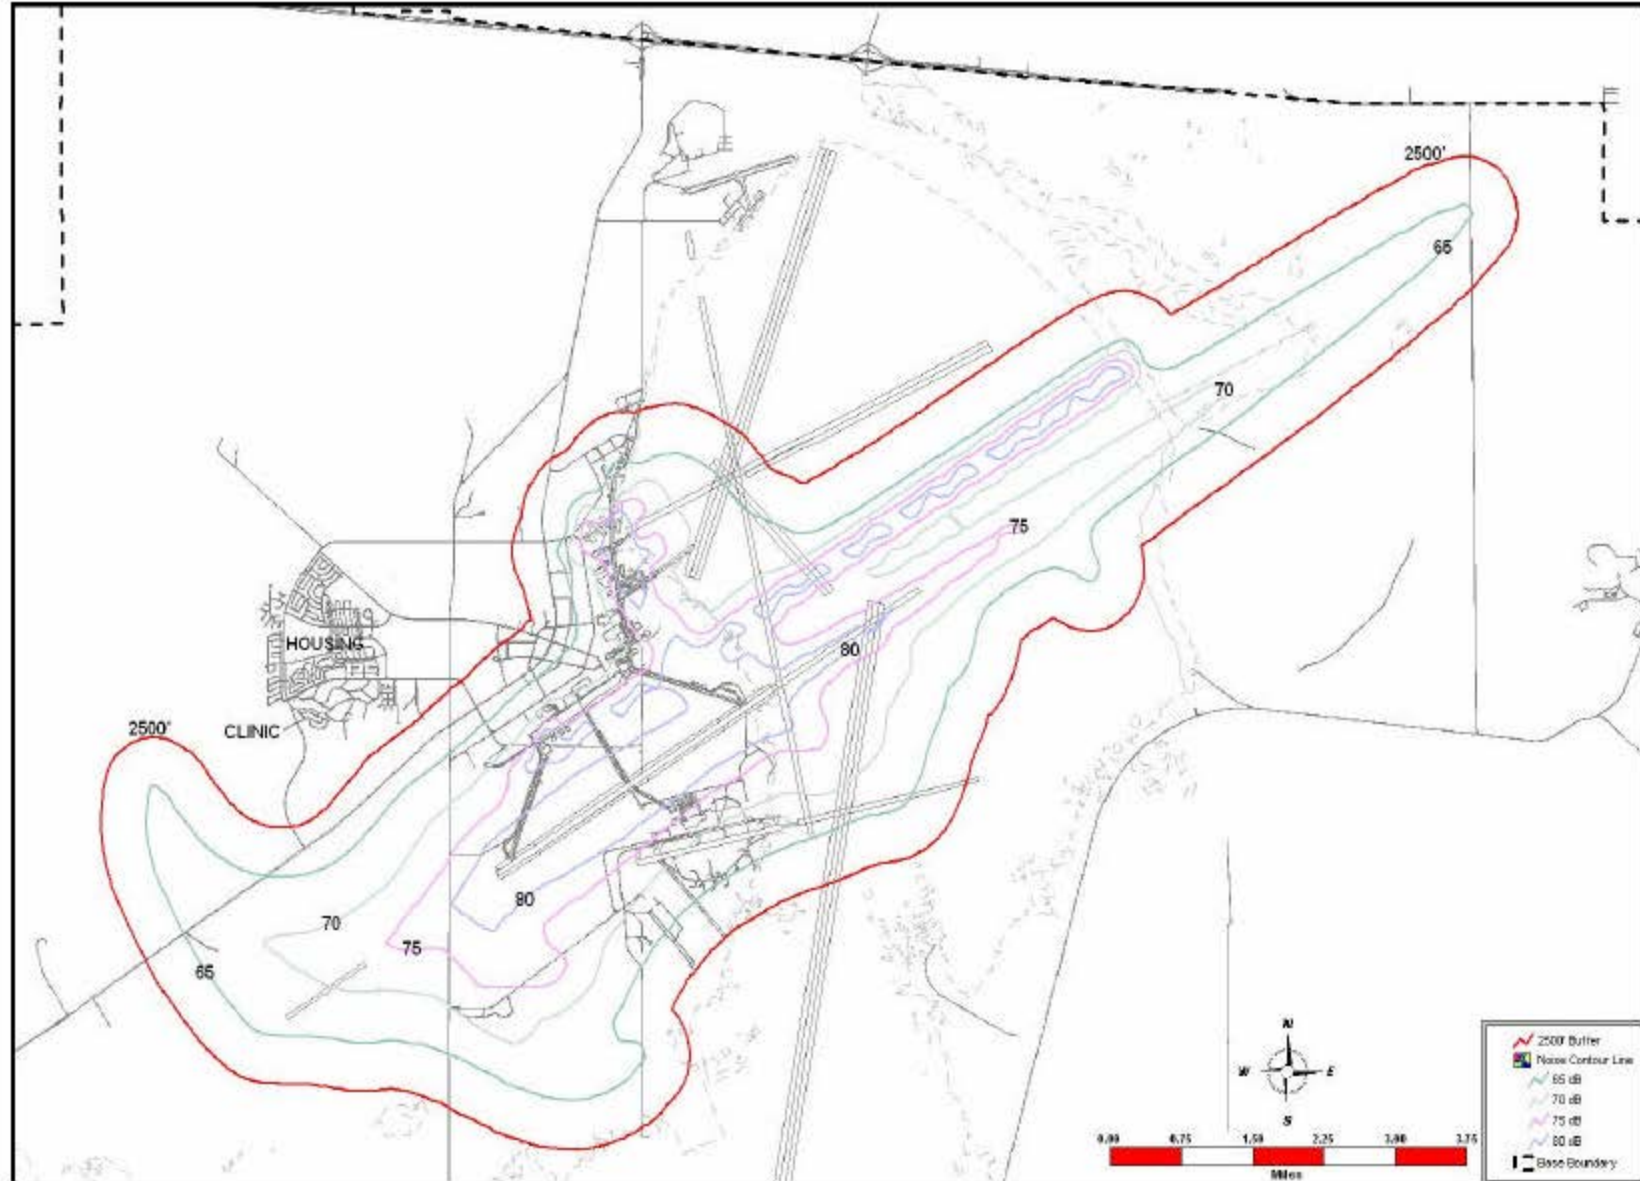 2500'
65
70
75
HOUSING
80
CLINIC
2500'
80
70
75
65
N
W E
S
0.00 0.75 1.50 2.25 3.00 3.75
Miles
2500' Buffer
Noise Contour Line
65 dB
70 dB
75 dB
80 dB
Base Boundary